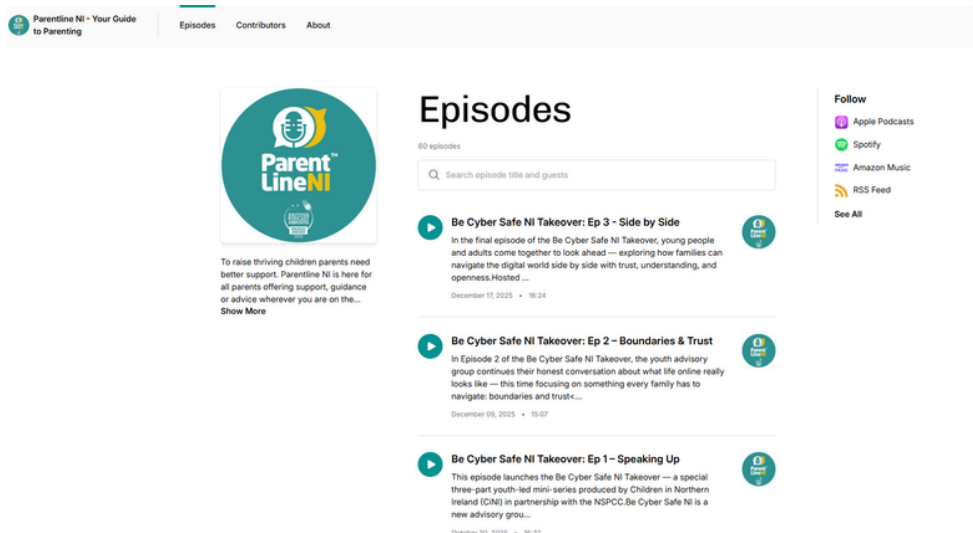 Parentline NI - Your Guide
to Parenting
Episodes
Contributors
About
Parent™
LineNI
To raise thriving children parents need
better support. Parentline NI is here for
all parents offering support, guidance
or advice wherever you are on the...
Show More
Episodes
60 episodes
Search episode title and guests
Be Cyber Safe NI Takeover: Ep 3 - Side by Side
In the final episode of the Be Cyber Safe NI Takeover, young people
and adults come together to look ahead — exploring how families can
navigate the digital world side by side with trust, understanding, and
openness.Hosted ...
December 17, 2025 • 16:24
Be Cyber Safe NI Takeover: Ep 2 – Boundaries & Trust
In Episode 2 of the Be Cyber Safe NI Takeover, the youth advisory
group continues their honest conversation about what life online really
looks like — this time focusing on something every family has to
navigate: boundaries and trust<...
December 09, 2025 • 15:07
Be Cyber Safe NI Takeover: Ep 1 – Speaking Up
This episode launches the Be Cyber Safe NI Takeover — a special
three-part youth-led mini-series produced by Children in Northern
Ireland (CiNI) in partnership with the NSPCC.Be Cyber Safe NI is a
new advisory grou...
Follow
Apple Podcasts
Spotify
Amazon Music
RSS Feed
See All